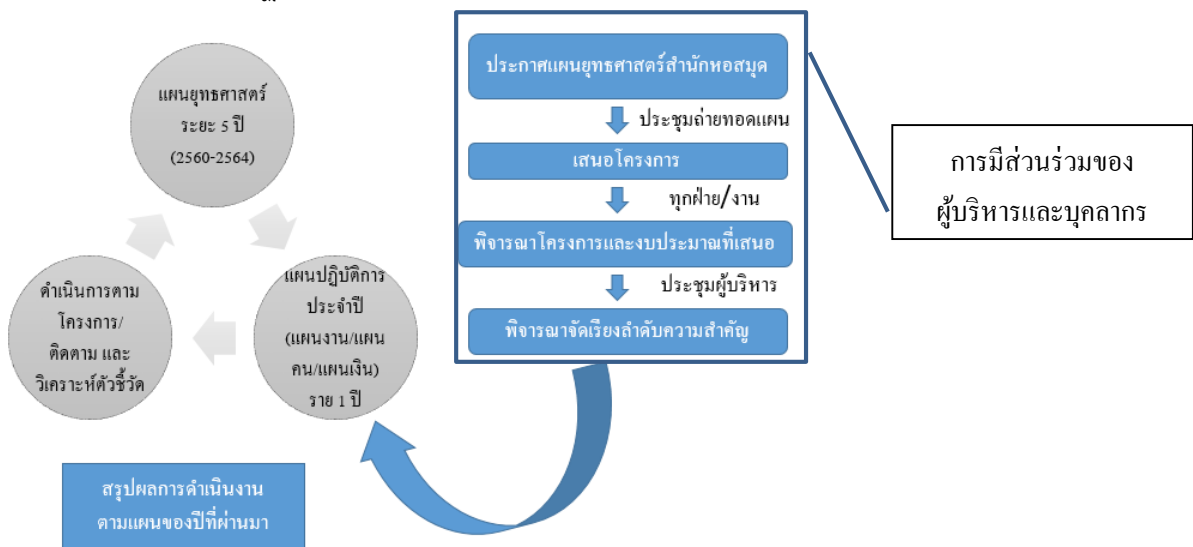 แผนยุทธศาสตร์
ระยะ 5 ปี
(2560-2564)
แผนปฏิบัติการ
ประจำปี
(แผนงาน/แผน
คน/แผนเงิน)
ราย 1 ปี
ดำเนินการตาม
โครงการ/
ติดตาม และ
วิเคราะห์ตัวชี้วัด
สรุปผลการดำเนินงาน
ตามแผนของปีที่ผ่านมา
ประกาศแผนยุทธศาสตร์สำนักหอสมุด
ประชุมถ่ายทอดแผน
เสนอโครงการ
ทุกฝ่าย/งาน
พิจารณาโครงการและงบประมาณที่เสนอ
ประชุมผู้บริหาร
พิจารณาจัดเรียงลำดับความสำคัญ
การมีส่วนร่วมของ
ผู้บริหารและบุคลากร